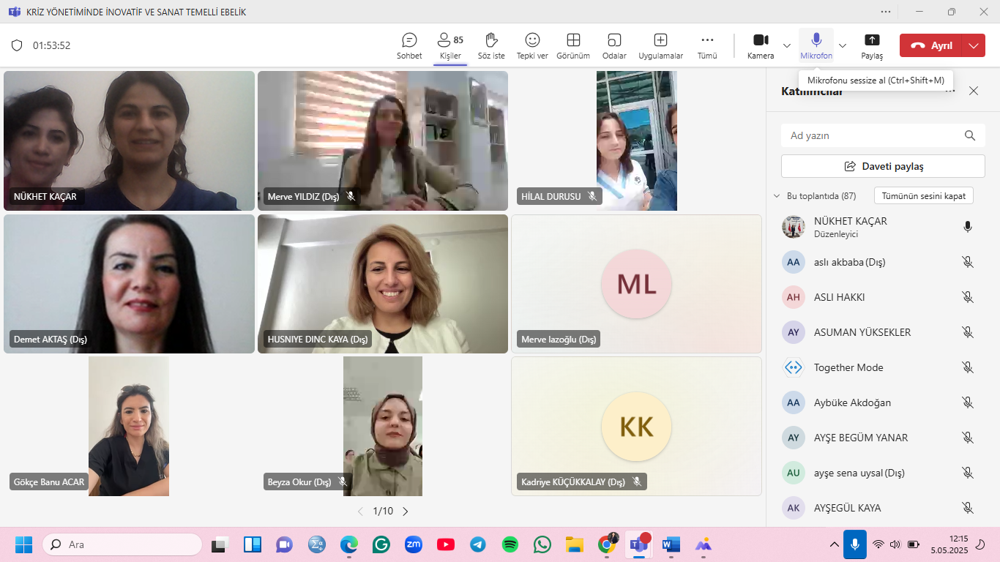 KRİZ YÖNETİMİNDE İNOVATİF VE SANAT TEMELLİ EBELİK
01:53:52
Sohbet
85
Kişiler
Söz iste
Tepki ver
Görünüm
Odalar
Uygulamalar
Tümü
Kamera
Mikrofon
Paylaş
Ayrıl
Mikrofonu sessize al (Ctrl+Shift+M)
Katılımcılar
NÜKHET KAÇAR
Merve YILDIZ (Dış)
HİLAL DURUSU
Demet AKTAŞ (Dış)
HUSNIYE DINC KAYA (Dış)
ML
Merve lazoğlu (Dış)
Gökçe Banu ACAR
Beyza Okur (Dış)
KK
Kadriye KÜÇÜKKALAY (Dış)
1/10
Ad yazın
Daveti paylaş
Bu toplantıda (87)
Tümünün sesini kapat
NÜKHET KAÇAR
Düzenleyici
AA aslı akbaba (Dış)
AH ASLI HAKKI
AY ASUMAN YÜKSEKLER
Together Mode
AA Aybüke Akdoğan
AY AYŞE BEGÜM YANAR
AU ayşe sena uysal (Dış)
AK AYŞEGÜL KAYA
Ara
zm
W
12:15
5.05.2025